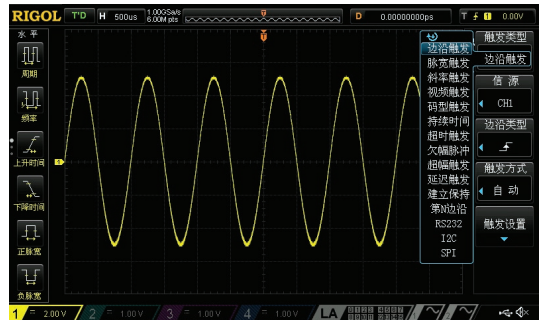 RIGOL T'D H 500us 1.00GSa/s 6.00M pts D 0.00000000ps T 1 0.00V
水平
周期
频率
上升时间
下降时间
正脉宽
负脉宽
边沿触发
脉宽触发
斜率触发
视频触发
码型触发
持续时间
超时触发
欠幅脉冲
超幅触发
延迟触发
建立保持
第N边沿
RS232
I2C
SPI
触发类型
边沿触发
信源
CH1
边沿类型
触发方式
自动
触发设置
1 = 2.00 V 2 = 1.00 V 3 = 1.00 V 4 = 1.00 V LA